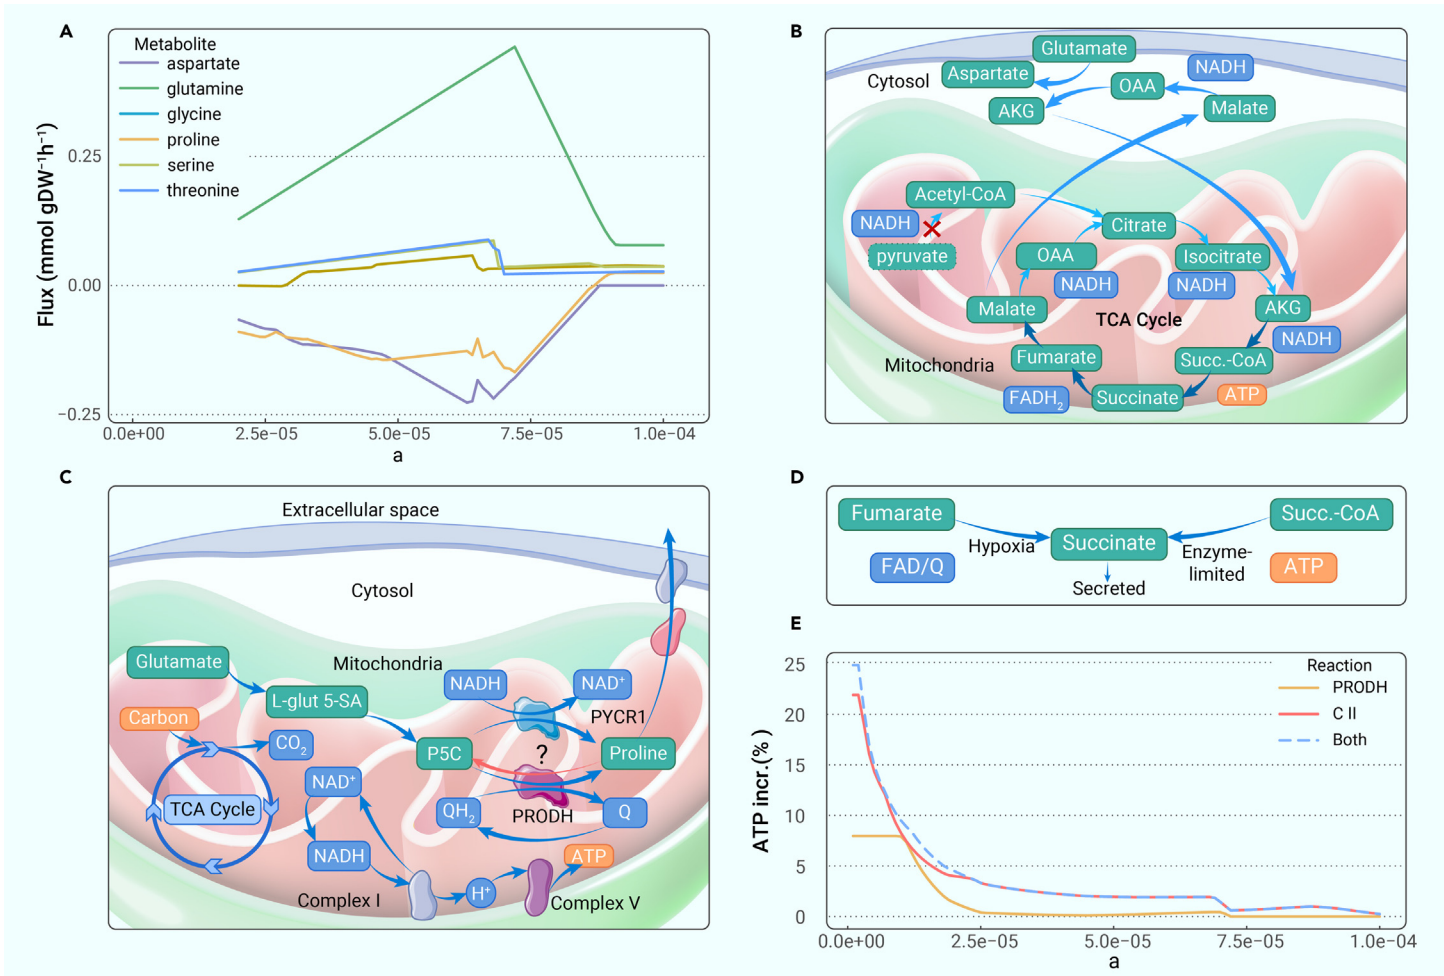 A
Metabolite
aspartate
glutamine
glycine
proline
serine
threonine
Flux (mmol gDW⁻¹h⁻¹)
0.25
0.00
−0.25
0.0e+00
2.5e-05
5.0e-05
7.5e-05
1.0e-04
a
B
Glutamate
Aspartate
Cytosol
NADH
OAA
AKG
Malate
Acetyl-CoA
NADH
pyruvate
Citrate
OAA
Isocitrate
NADH
NADH
Malate
TCA Cycle
AKG
NADH
Mitochondria
Fumarate
Succ.-CoA
FADH₂
Succinate
ATP
C
Extracellular space
Cytosol
Mitochondria
Glutamate
L-glut 5-SA
NADH
NAD⁺
PYCR1
Carbon
CO₂
P5C
?
Proline
NAD⁺
TCA Cycle
QH₂
PRODH
Q
NADH
ATP
Complex I
H⁺
Complex V
D
Fumarate
Succ.-CoA
Hypoxia
Succinate
Enzyme-
limited
FAD/Q
ATP
Secreted
E
ATP incr.(% )
25
20
15
10
5
0
Reaction
PRODH
C II
Both
0.0e+00
2.5e-05
5.0e-05
7.5e-05
1.0e-04
a